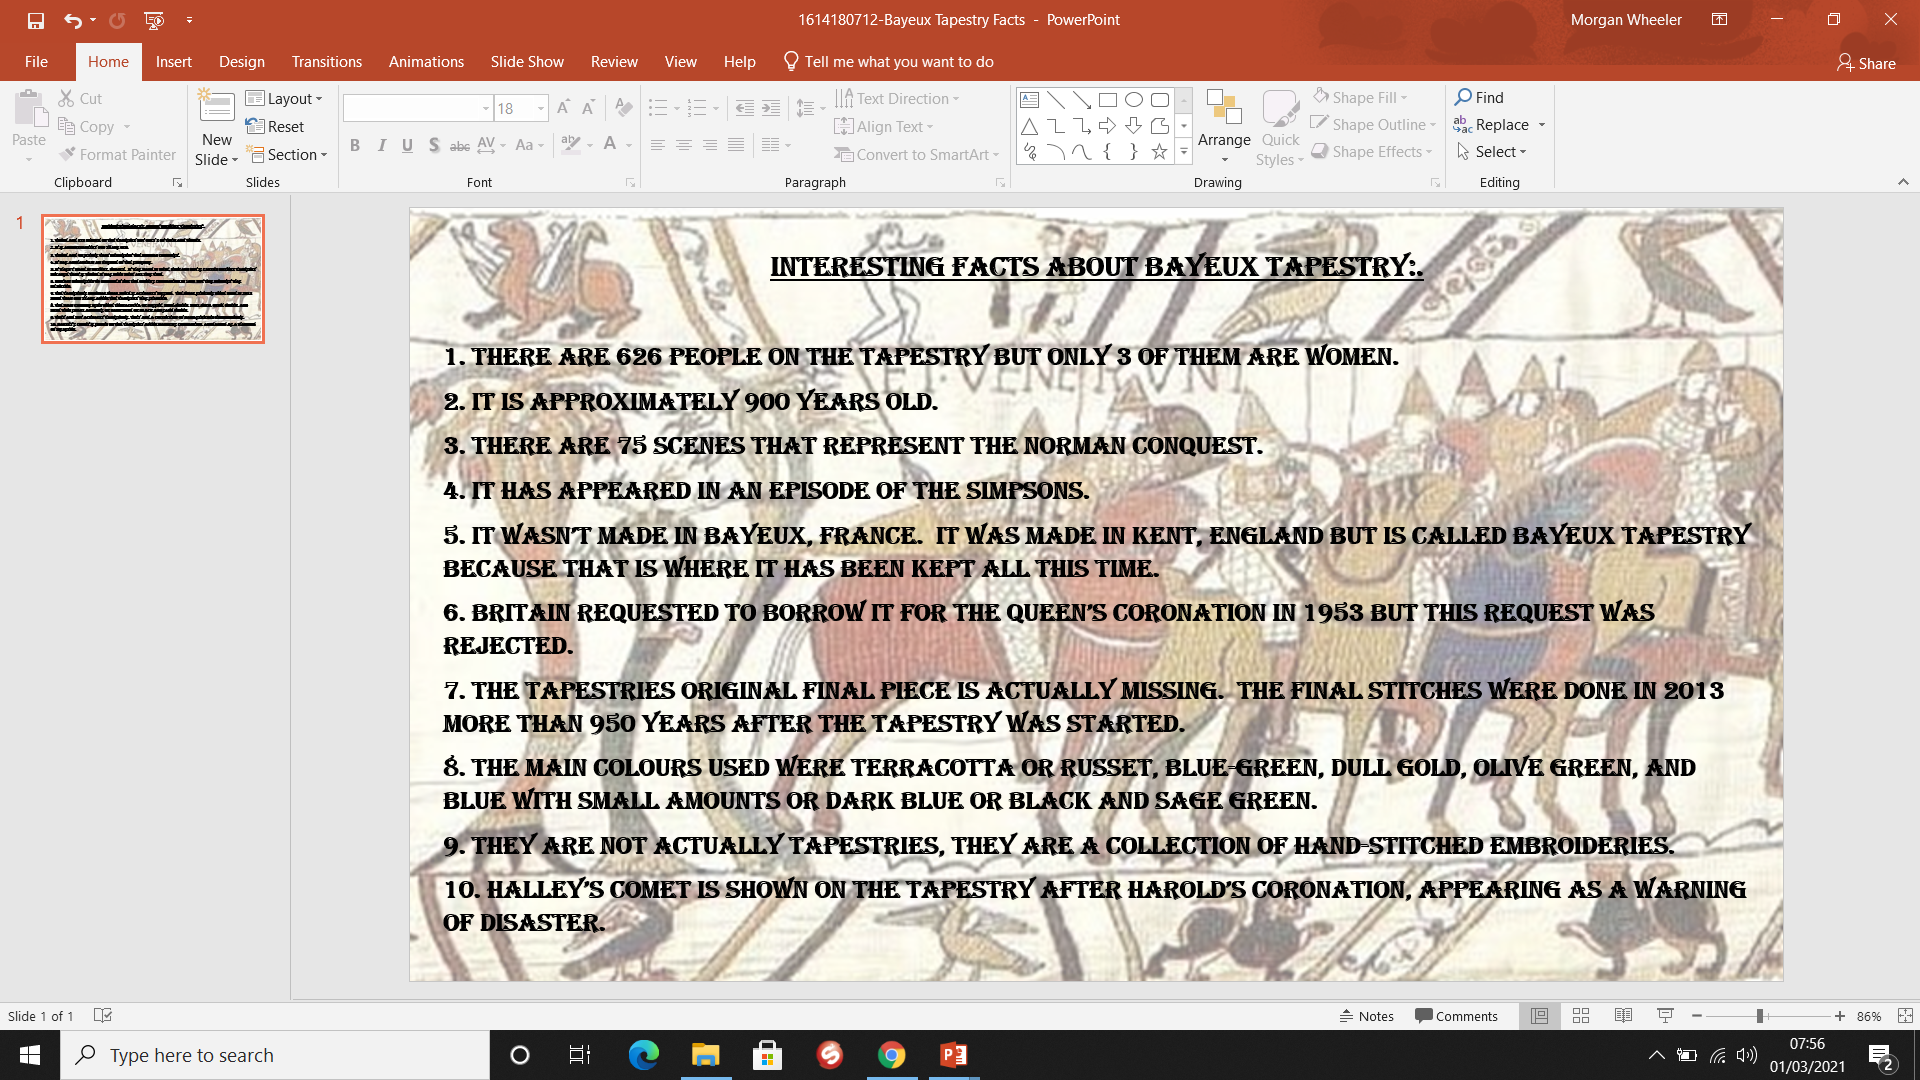 1614180712-Bayeux Tapestry Facts - PowerPoint
Morgan Wheeler
File Home Insert Design Transitions Animations Slide Show Review View Help Tell me what you want to do
Share
Paste
Cut
Copy
Format Painter
Clipboard
New Slide
Layout
Reset
Section
Slides
18
B I U S abc AV Aa A
Font
Text Direction
Align Text
Convert to SmartArt
Paragraph
Arrange
Quick Styles
Shape Fill
Shape Outline
Shape Effects
Drawing
Find
Replace
Select
Editing
1
INTERESTING FACTS ABOUT BAYEUX TAPESTRY:.
1. THERE ARE 626 PEOPLE ON THE TAPESTRY BUT ONLY 3 OF THEM ARE WOMEN.
2. IT IS APPROXIMATELY 900 YEARS OLD.
3. THERE ARE 75 SCENES THAT REPRESENT THE NORMAN CONQUEST.
4. IT HAS APPEARED IN AN EPISODE OF THE SIMPSONS.
5. IT WASN'T MADE IN BAYEUX, FRANCE. IT WAS MADE IN KENT, ENGLAND BUT IS CALLED BAYEUX TAPESTRY
BECAUSE THAT IS WHERE IT HAS BEEN KEPT ALL THIS TIME.
6. BRITAIN REQUESTED TO BORROW IT FOR THE QUEEN'S CORONATION IN 1953 BUT THIS REQUEST WAS
REJECTED.
7. THE TAPESTRIES ORIGINAL FINAL PIECE IS ACTUALLY MISSING. THE FINAL STITCHES WERE DONE IN 2013
MORE THAN 950 YEARS AFTER THE TAPESTRY WAS STARTED.
8. THE MAIN COLOURS USED WERE TERRACOTTA OR RUSSET, BLUE-GREEN, DULL GOLD, OLIVE GREEN, AND
BLUE WITH SMALL AMOUNTS OR DARK BLUE OR BLACK AND SAGE GREEN.
9. THEY ARE NOT ACTUALLY TAPESTRIES, THEY ARE A COLLECTION OF HAND-STITCHED EMBROIDERIES.
10. HALLEY'S COMET IS SHOWN ON THE TAPESTRY AFTER HAROLD'S CORONATION, APPEARING AS A WARNING
OF DISASTER.
Slide 1 of 1
Notes
Comments
86%
Type here to search
07:56
01/03/2021
2